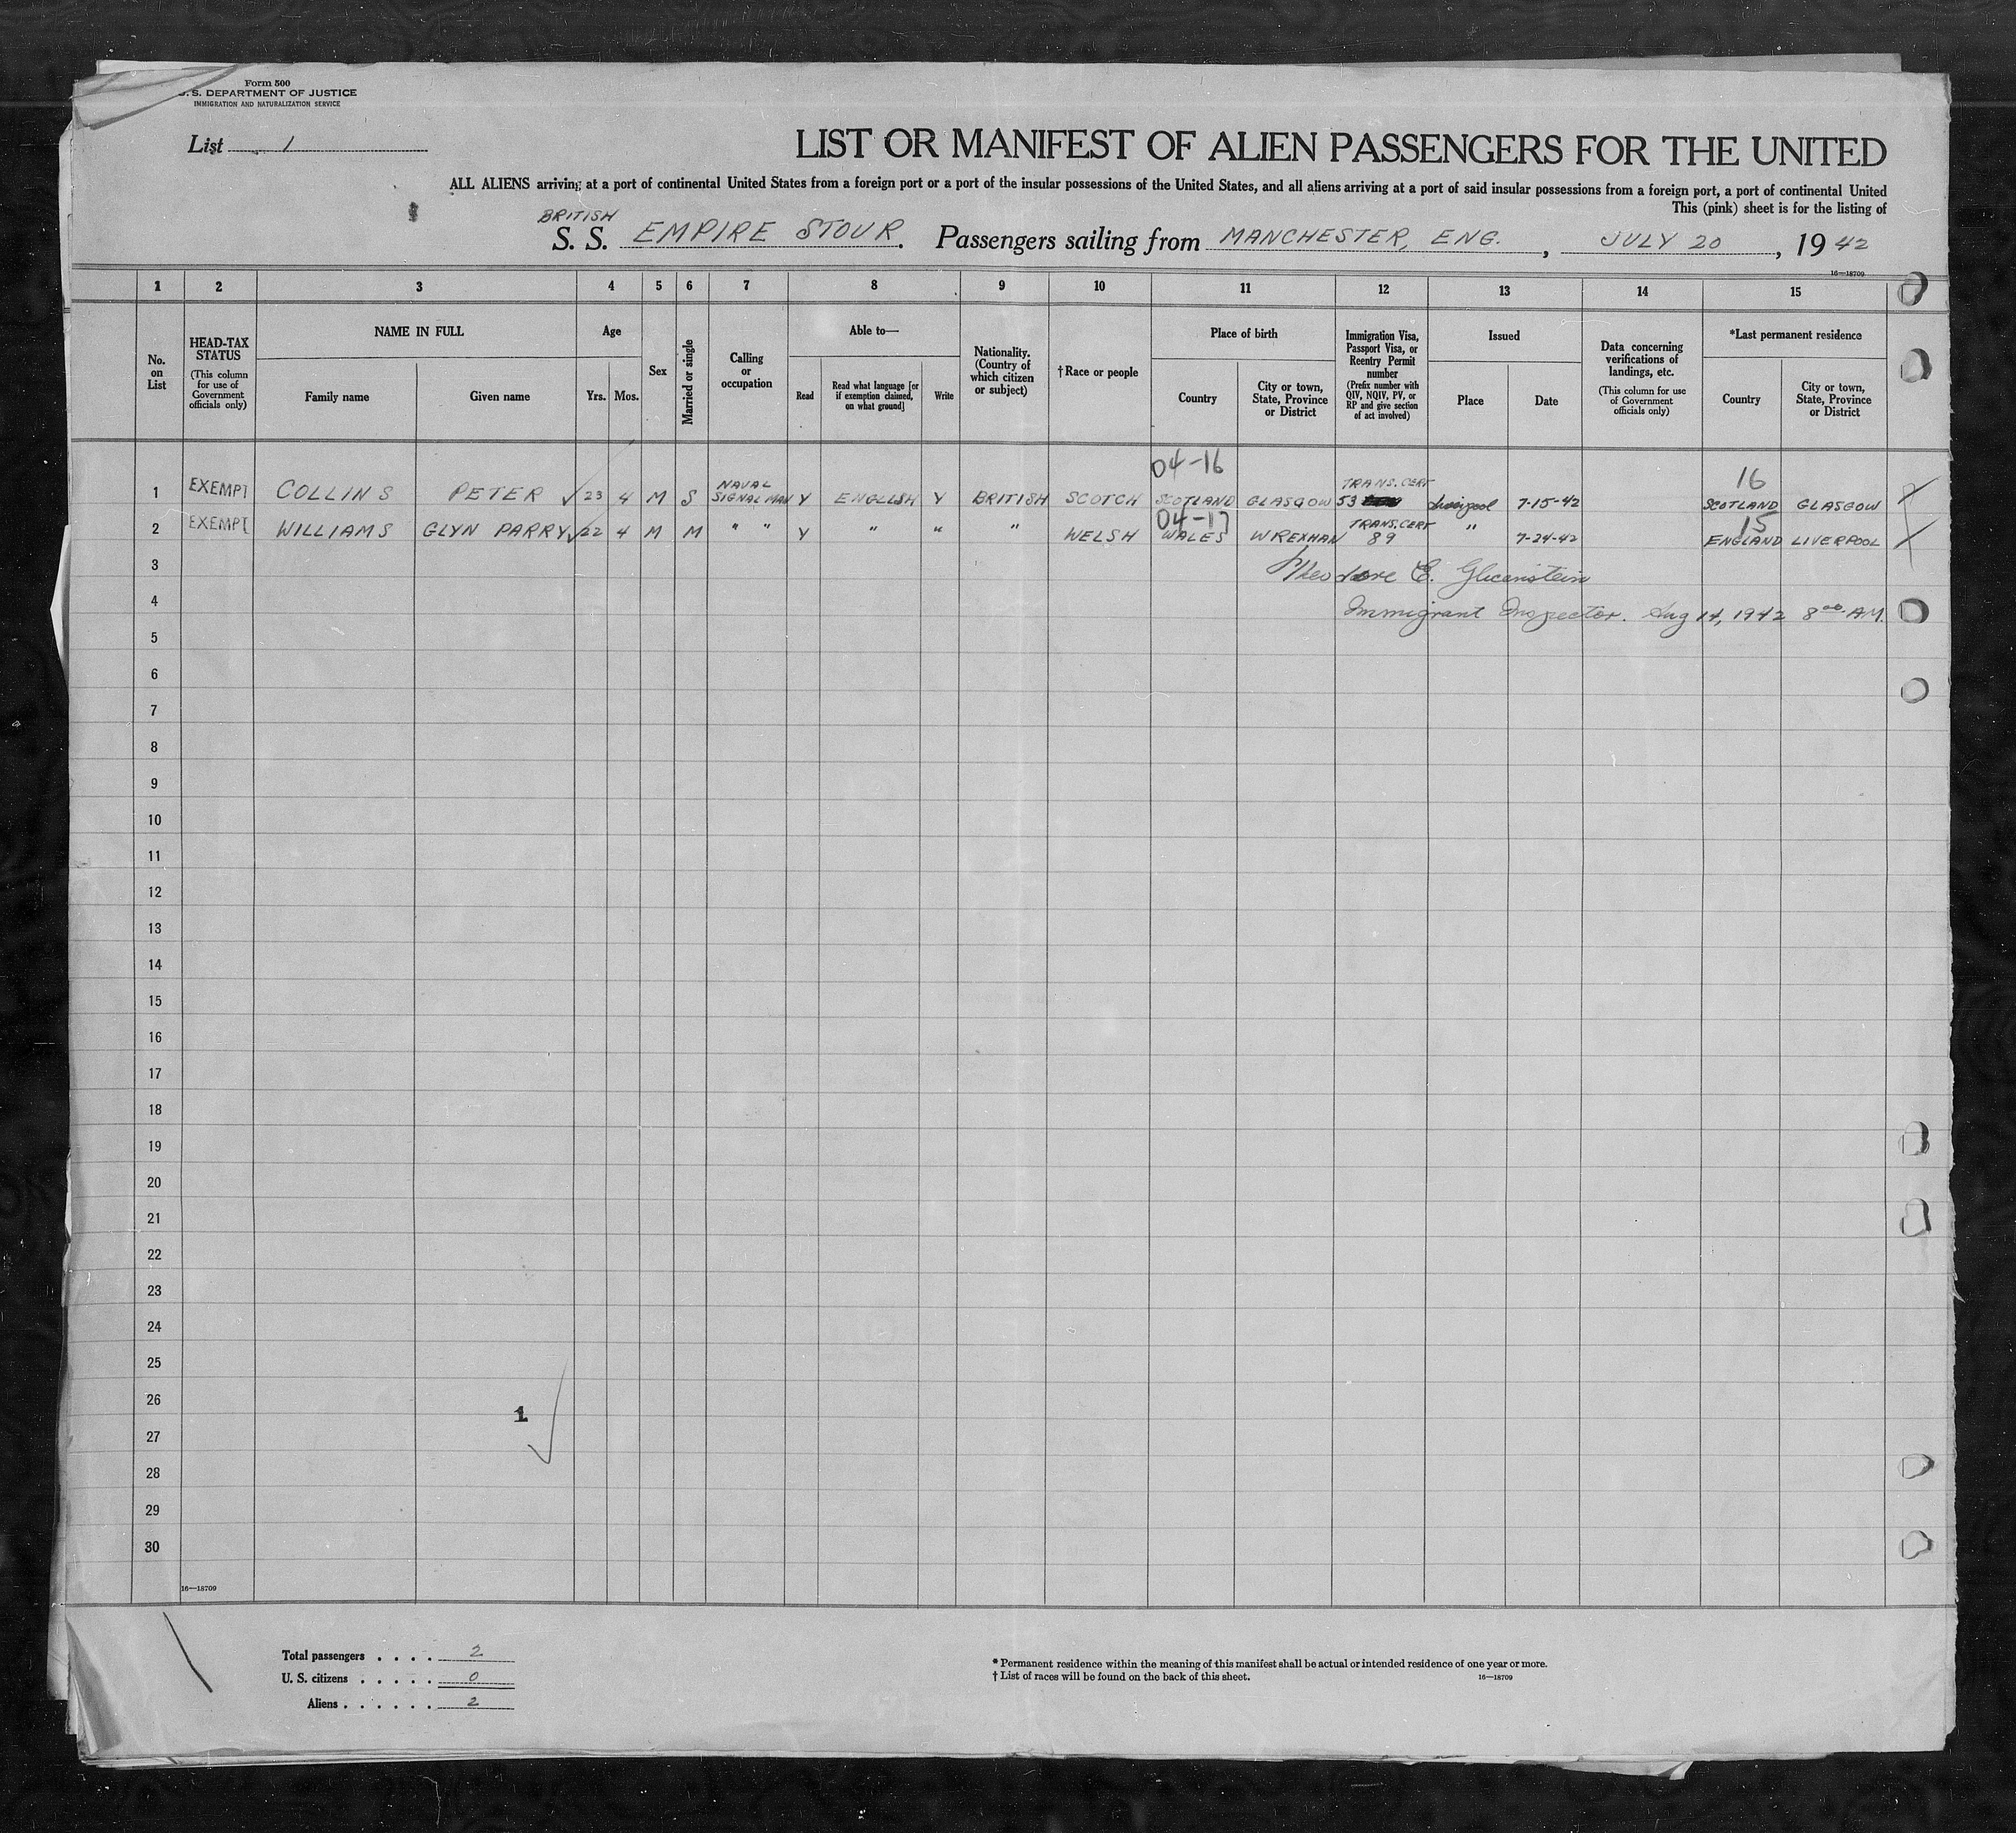 Form 500
U. S. DEPARTMENT OF JUSTICE
IMMIGRATION AND NATURALIZATION SERVICE
List 1
LIST OR MANIFEST OF ALIEN PASSENGERS FOR THE UNITED
ALL ALIENS arriving at a port of continental United States from a foreign port or a port of the insular possessions of the United States, and all aliens arriving at a port of said insular possessions from a foreign port, a port of continental United
This (pink) sheet is for the listing of
BRITISH
S. S. EMPIRE STOUR. Passengers sailing from MANCHESTER, ENG., JULY 20, 19 42
16—18709
1 2 3 4 5 6 7 8 9 10 11 12 13 14 15
No. on List
HEAD-TAX STATUS
(This column for use of Government officials only)
NAME IN FULL
Family name
Given name
Age
Yrs.
Mos.
Sex
Married or single
Calling or occupation
Able to—
Read
Read what language [or if exemption claimed, on what ground]
Write
Nationality. (Country of which citizen or subject)
†Race or people
Place of birth
Country
City or town, State, Province or District
Immigration Visa, Passport Visa, or Reentry Permit number
(Prefix number with QIV, NQIV, PV, or RP and give section of act involved)
Issued
Place
Date
Data concerning verifications of landings, etc.
(This column for use of Government officials only)
*Last permanent residence
Country
City or town, State, Province or District
04-16 16
NAVAL TRANS. CERT
1 EXEMPT COLLINS PETER ✓ 23 4 M S SIGNALMAN Y ENGLISH Y BRITISH SCOTCH SCOTLAND GLASGOW 53 Liverpool 7-15-42 SCOTLAND GLASGOW
04-17 TRANS. CERT 15
2 EXEMPT WILLIAMS GLYN PARRY ✓ 22 4 M M " " Y " " " WELSH WALES WREXHAN 89 " 7-24-42 ENGLAND LIVERPOOL
3 Theodore E. Glicenstein
4 Immigrant Inspector. Aug 14, 1942 8 00 AM.
5
6
7
8
9
10
11
12
13
14
15
16
17
18
19
20
21
22
23
24
25
26
1 ✓
27
28
29
30
16—18709
Total passengers . . . . 2
U. S. citizens . . . . . 0
Aliens . . . . . . 2
* Permanent residence within the meaning of this manifest shall be actual or intended residence of one year or more.
† List of races will be found on the back of this sheet. 16—18709